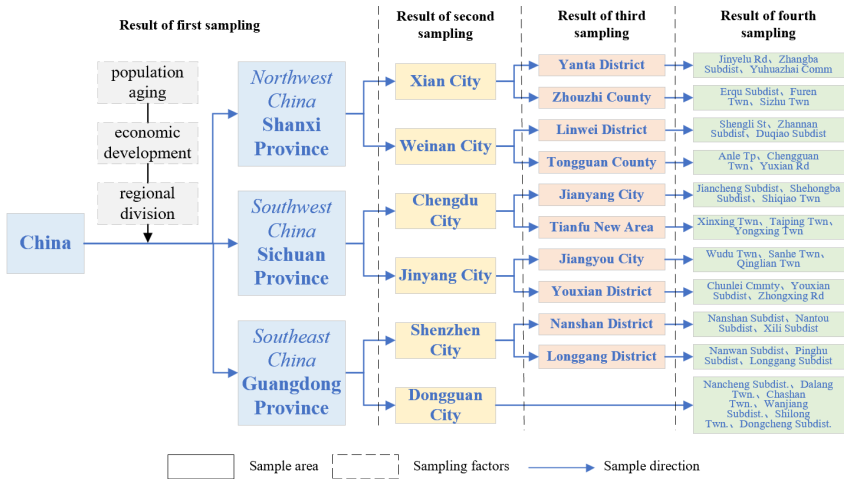 Result of first sampling
Result of second
sampling
Result of third
sampling
Result of fourth
sampling
population
aging
economic
development
regional
division
China
Northwest
China
Shanxi
Province
Southwest
China
Sichuan
Province
Southeast
China
Guangdong
Province
Xian City
Weinan City
Chengdu
City
Jinyang City
Shenzhen
City
Dongguan
City
Yanta District
Zhouzhi County
Linwei District
Tongguan County
Jianyang City
Tianfu New Area
Jiangyou City
Youxian District
Nanshan District
Longgang District
Jinyelu Rd、Zhangba
Subdist、Yuhuazhai Comm
Erqu Subdist、Furen
Twn、Sizhu Twn
Shengli St、Zhannan
Subdist、Duqiao Subdist
Anle Tp、Chengguan
Twn、Yuxian Rd
Jiancheng Subdist、Shehongba
Subdist、Shiqiao Twn
Xinxing Twn、Taiping Twn、
Yongxing Twn
Wudu Twn、Sanhe Twn、
Qinglian Twn
Chunlei Cmnty、Youxian
Subdist、Zhongxing Rd
Nanshan Subdist、Nantou
Subdist、Xili Subdist
Nanwan Subdist、Pinghu
Subdist、Longgang Subdist
Nancheng Subdist.、Dalang
Twn.、Chashan
Twn.、Wanjiang
Subdist.、Shilong
Twn.、Dongcheng Subdist.
Sample area
Sampling factors
Sample direction